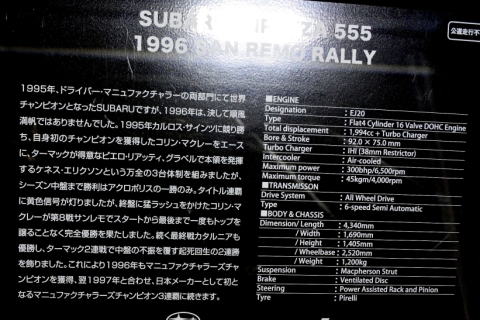 SUBARU IMPREZA 555
1996 SAN REMO RALLY
公道走行不
1995年、ドライバー・マニュファクチャラーの両部門にて世界
チャンピオンとなったSUBARUですが、1996年は、決して順風
満帆ではありませんでした。1995年カルロス・サインツに競り勝
ち、自身初のチャンピオンを獲得したコリン・マクレーをエース
に、ターマックが得意なピエロ・リアッティ、グラベルで本領を発揮
するケネス・エリクソンという万全の3台体制を組みましたが、
シーズン中盤まで勝利はアクロポリスの一勝のみ。タイトル連覇
に黄色信号が灯りましたが、終盤に猛ラッシュをかけたコリン・マ
クレーが第8戦サンレモでスタートから最後まで一度もトップを
譲ることなく完全優勝を果たしました。続く最終戦カタルニアも
優勝し、ターマック2連戦で中盤の不振を覆す起死回生の2連勝
を飾りました。これにより1996年もマニュファクチャラーズチャ
ンピオンを獲得、翌1997年と合わせ、日本メーカーとして初と
なるマニュファクチャラーズチャンピオン3連覇に続きます。
■ENGINE
Designation : EJ20
Type : Flat4 Cylinder 16 Valve DOHC Engine
Total displacement : 1,994cc + Turbo Charger
Bore & Stroke : 92.0 × 75.0 mm
Turbo Charger : IHI (38mm Restrictor)
Intercooler : Air-cooled
Maximum power : 300bhp/6,500rpm
Maximum torque : 45kgm/4,000rpm
■TRANSMISSON
Drive System : All Wheel Drive
Type : 6-speed Semi Automatic
■BODY & CHASSIS
Dimension/ Length : 4,340mm
/ Width : 1,690mm
/ Height : 1,405mm
/ Wheelbase : 2,520mm
/ Weight : 1,200kg
Suspension : Macpherson Strut
Brake : Ventilated Disc
Steering : Power Assisted Rack and Pinion
Tyre : Pirelli